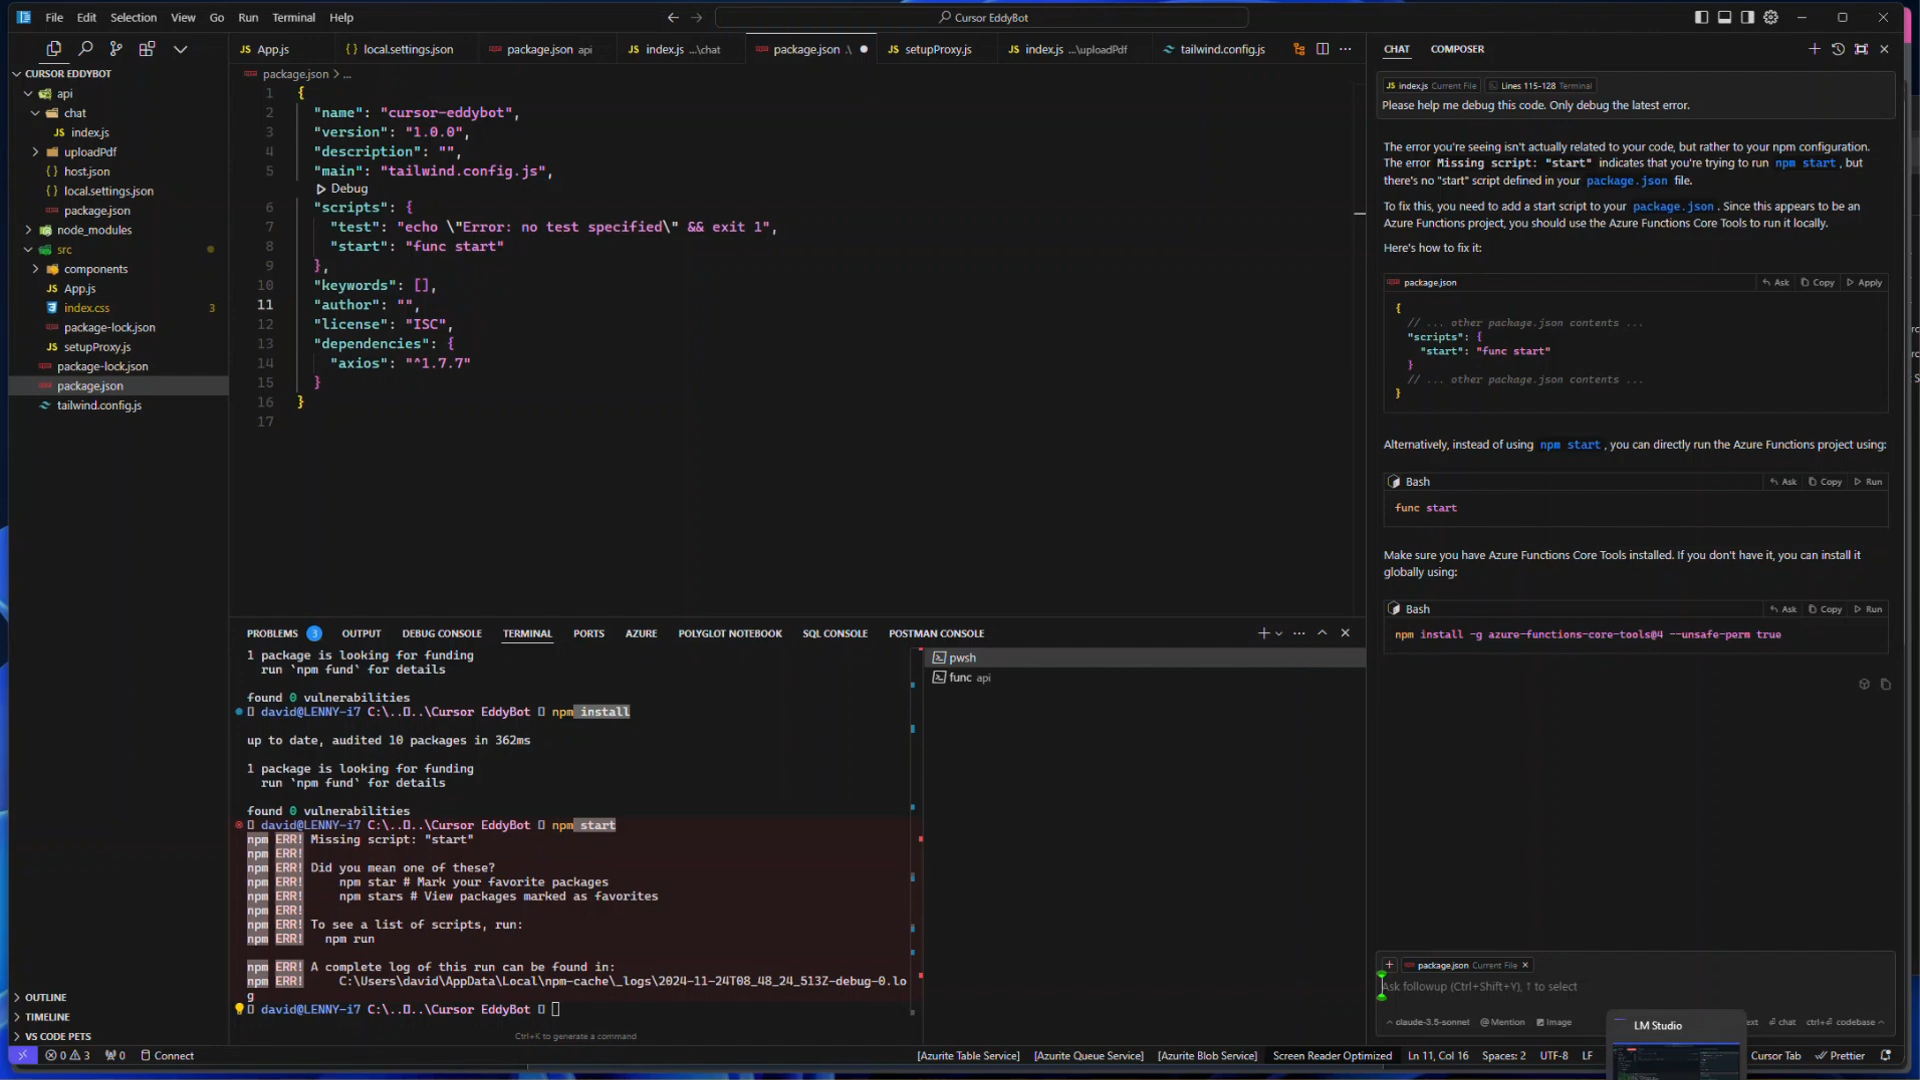 File Edit Selection View Go Run Terminal Help
Cursor EddyBot
App.js
local.settings.json
package.json api
index.js ...\chat
package.json .\
setupProxy.js
index.js ...\uploadPdf
tailwind.config.js
CURSOR EDDYBOT
api
chat
index.js
uploadPdf
host.json
local.settings.json
package.json
node_modules
src
components
App.js
index.css 3
package-lock.json
setupProxy.js
package-lock.json
package.json
tailwind.config.js
OUTLINE
TIMELINE
VS CODE PETS
package.json > ...
1 {
2 "name": "cursor-eddybot",
3 "version": "1.0.0",
4 "description": "",
5 "main": "tailwind.config.js",
Debug
6 "scripts": {
7 "test": "echo \"Error: no test specified\" && exit 1",
8 "start": "func start"
9 },
10 "keywords": [],
11 "author": "",
12 "license": "ISC",
13 "dependencies": {
14 "axios": "^1.7.7"
15 }
16 }
17
PROBLEMS 3 OUTPUT DEBUG CONSOLE TERMINAL PORTS AZURE POLYGLOT NOTEBOOK SQL CONSOLE POSTMAN CONSOLE
1 package is looking for funding
run `npm fund` for details
found 0 vulnerabilities
david@LENNY-i7 C:\..▯..\Cursor EddyBot ▯ npm install
up to date, audited 10 packages in 362ms
1 package is looking for funding
run `npm fund` for details
found 0 vulnerabilities
david@LENNY-i7 C:\..▯..\Cursor EddyBot ▯ npm start
npm ERR! Missing script: "start"
npm ERR!
npm ERR! Did you mean one of these?
npm ERR! npm star # Mark your favorite packages
npm ERR! npm stars # View packages marked as favorites
npm ERR!
npm ERR! To see a list of scripts, run:
npm ERR! npm run
npm ERR! A complete log of this run can be found in:
npm ERR! C:\Users\david\AppData\Local\npm-cache\_logs\2024-11-24T08_48_24_513Z-debug-0.lo
g
david@LENNY-i7 C:\..▯..\Cursor EddyBot ▯
Ctrl+K to generate a command
pwsh
func api
CHAT COMPOSER
index.js Current File
Lines 115-128 Terminal
Please help me debug this code. Only debug the latest error.
The error you're seeing isn't actually related to your code, but rather to your npm configuration.
The error Missing script: "start" indicates that you're trying to run npm start, but
there's no "start" script defined in your package.json file.
To fix this, you need to add a start script to your package.json. Since this appears to be an
Azure Functions project, you should use the Azure Functions Core Tools to run it locally.
Here's how to fix it:
package.json Ask Copy Apply
{
// ... other package.json contents ...
"scripts": {
"start": "func start"
}
// ... other package.json contents ...
}
Alternatively, instead of using npm start, you can directly run the Azure Functions project using:
Bash Ask Copy Run
func start
Make sure you have Azure Functions Core Tools installed. If you don't have it, you can install it
globally using:
Bash Ask Copy Run
npm install -g azure-functions-core-tools@4 --unsafe-perm true
package.json Current File
Ask followup (Ctrl+Shift+Y), ↑ to select
claude-3.5-sonnet @Mention Image
chat ctrl+⏎ codebase
LM Studio
0 3 0 Connect
[Azurite Table Service] [Azurite Queue Service] [Azurite Blob Service] Screen Reader Optimized Ln 11, Col 16 Spaces: 2 UTF-8 LF
Cursor Tab Prettier